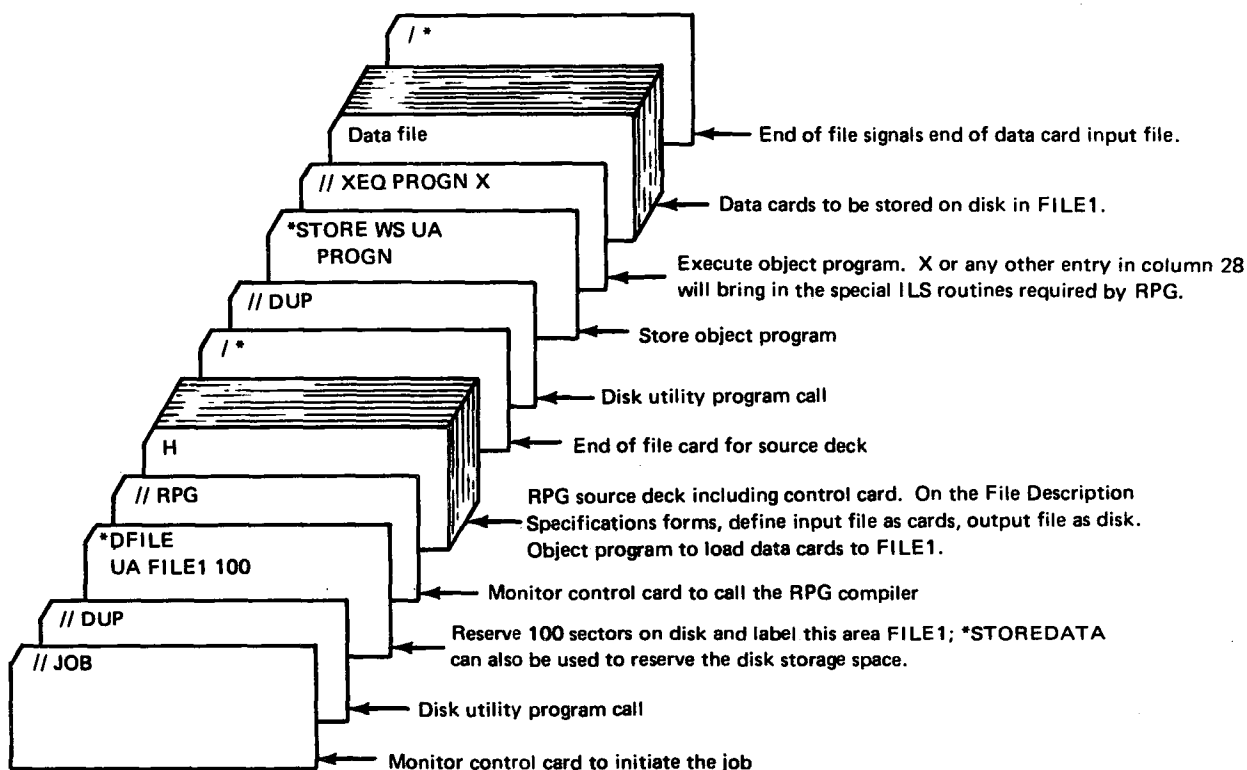 / *
End of file signals end of data card input file.
Data file
Data cards to be stored on disk in FILE1.
// XEQ PROGN X
Execute object program. X or any other entry in column 28
will bring in the special ILS routines required by RPG.
*STORE WS UA
PROGN
Store object program
// DUP
Disk utility program call
/ *
End of file card for source deck
H
RPG source deck including control card. On the File Description
Specifications forms, define input file as cards, output file as disk.
Object program to load data cards to FILE1.
// RPG
Monitor control card to call the RPG compiler
*DFILE
UA FILE1 100
Reserve 100 sectors on disk and label this area FILE1; *STOREDATA
can also be used to reserve the disk storage space.
// DUP
Disk utility program call
// JOB
Monitor control card to initiate the job